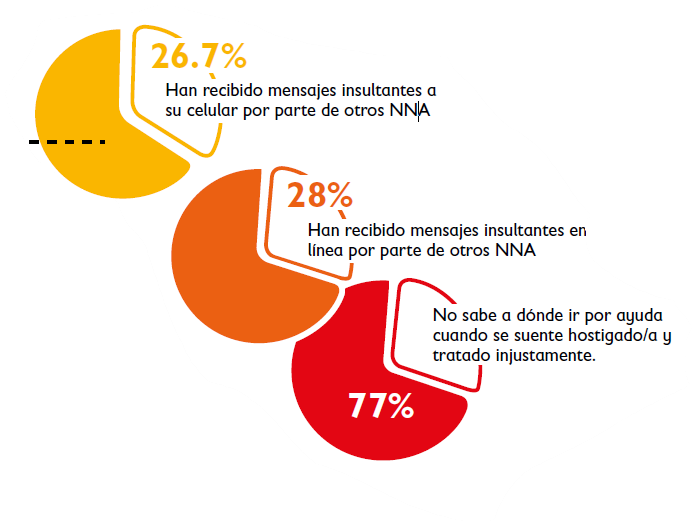 26.7%
Han recibido mensajes insultantes a
su celular por parte de otros NNA
28%
Han recibido mensajes insultantes en
línea por parte de otros NNA
No sabe a dónde ir por ayuda
cuando se suente hostigado/a y
tratado injustamente.
77%